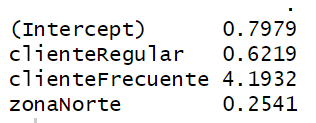 .
(Intercept) 0.7979
clienteRegular 0.6219
clienteFrecuente 4.1932
zonaNorte 0.2541